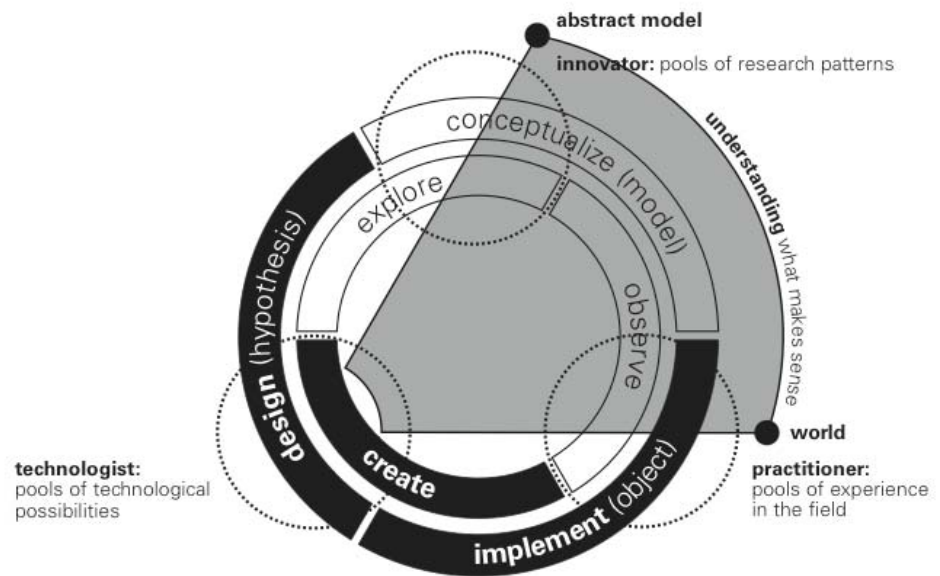 abstract model
innovator: pools of research patterns
understanding what makes sense
conceptualize (model)
explore
design (hypothesis)
observe
create
implement (object)
world
technologist:
pools of technological
possibilities
practitioner:
pools of experience
in the field